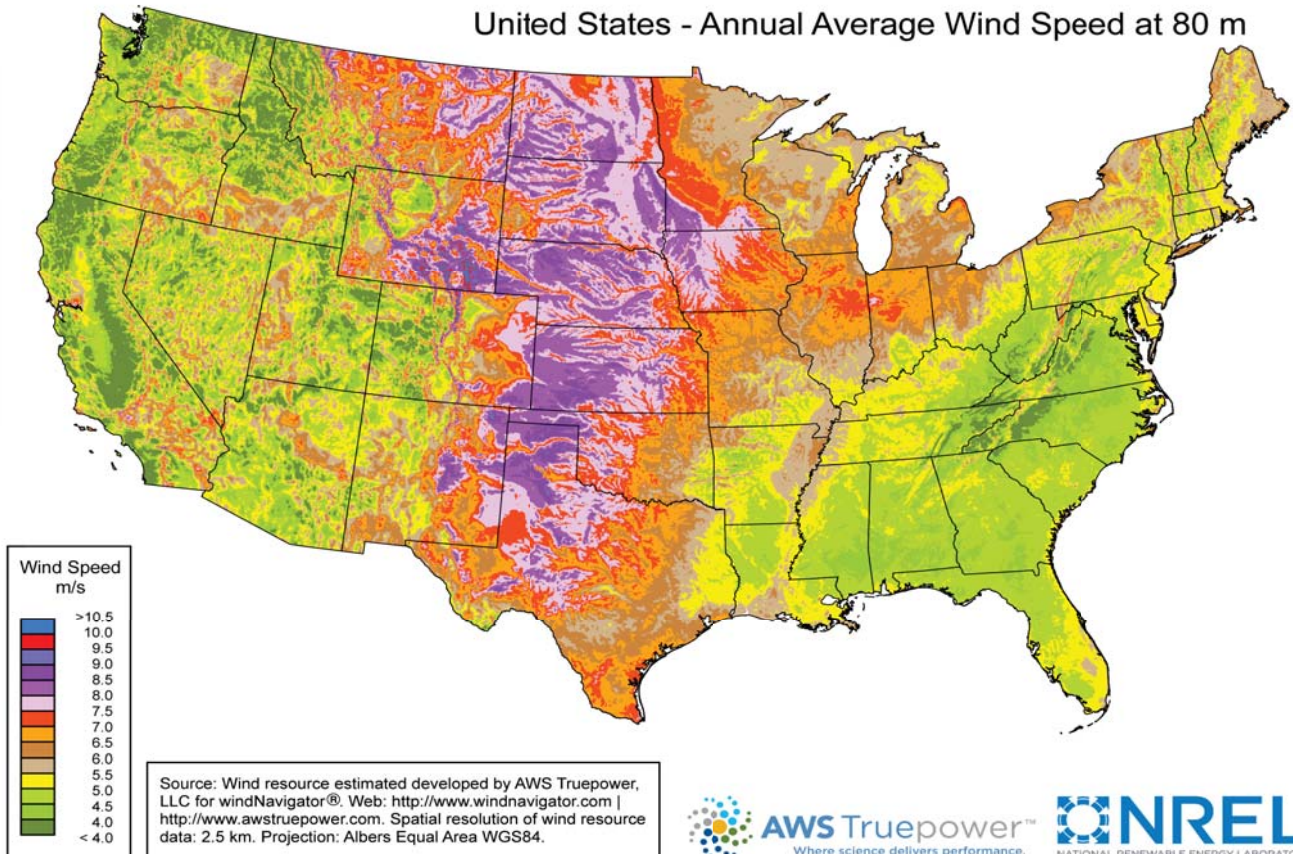 United States - Annual Average Wind Speed at 80 m
Wind Speed
m/s
>10.5
10.0
9.5
9.0
8.5
8.0
7.5
7.0
6.5
6.0
5.5
5.0
4.5
4.0
< 4.0
Source: Wind resource estimated developed by AWS Truepower,
LLC for windNavigator®. Web: http://www.windnavigator.com |
http://www.awstruepower.com. Spatial resolution of wind resource
data: 2.5 km. Projection: Albers Equal Area WGS84.
AWS Truepower™
Where science delivers performance.
NREL
NATIONAL RENEWABLE ENERGY LABORATO